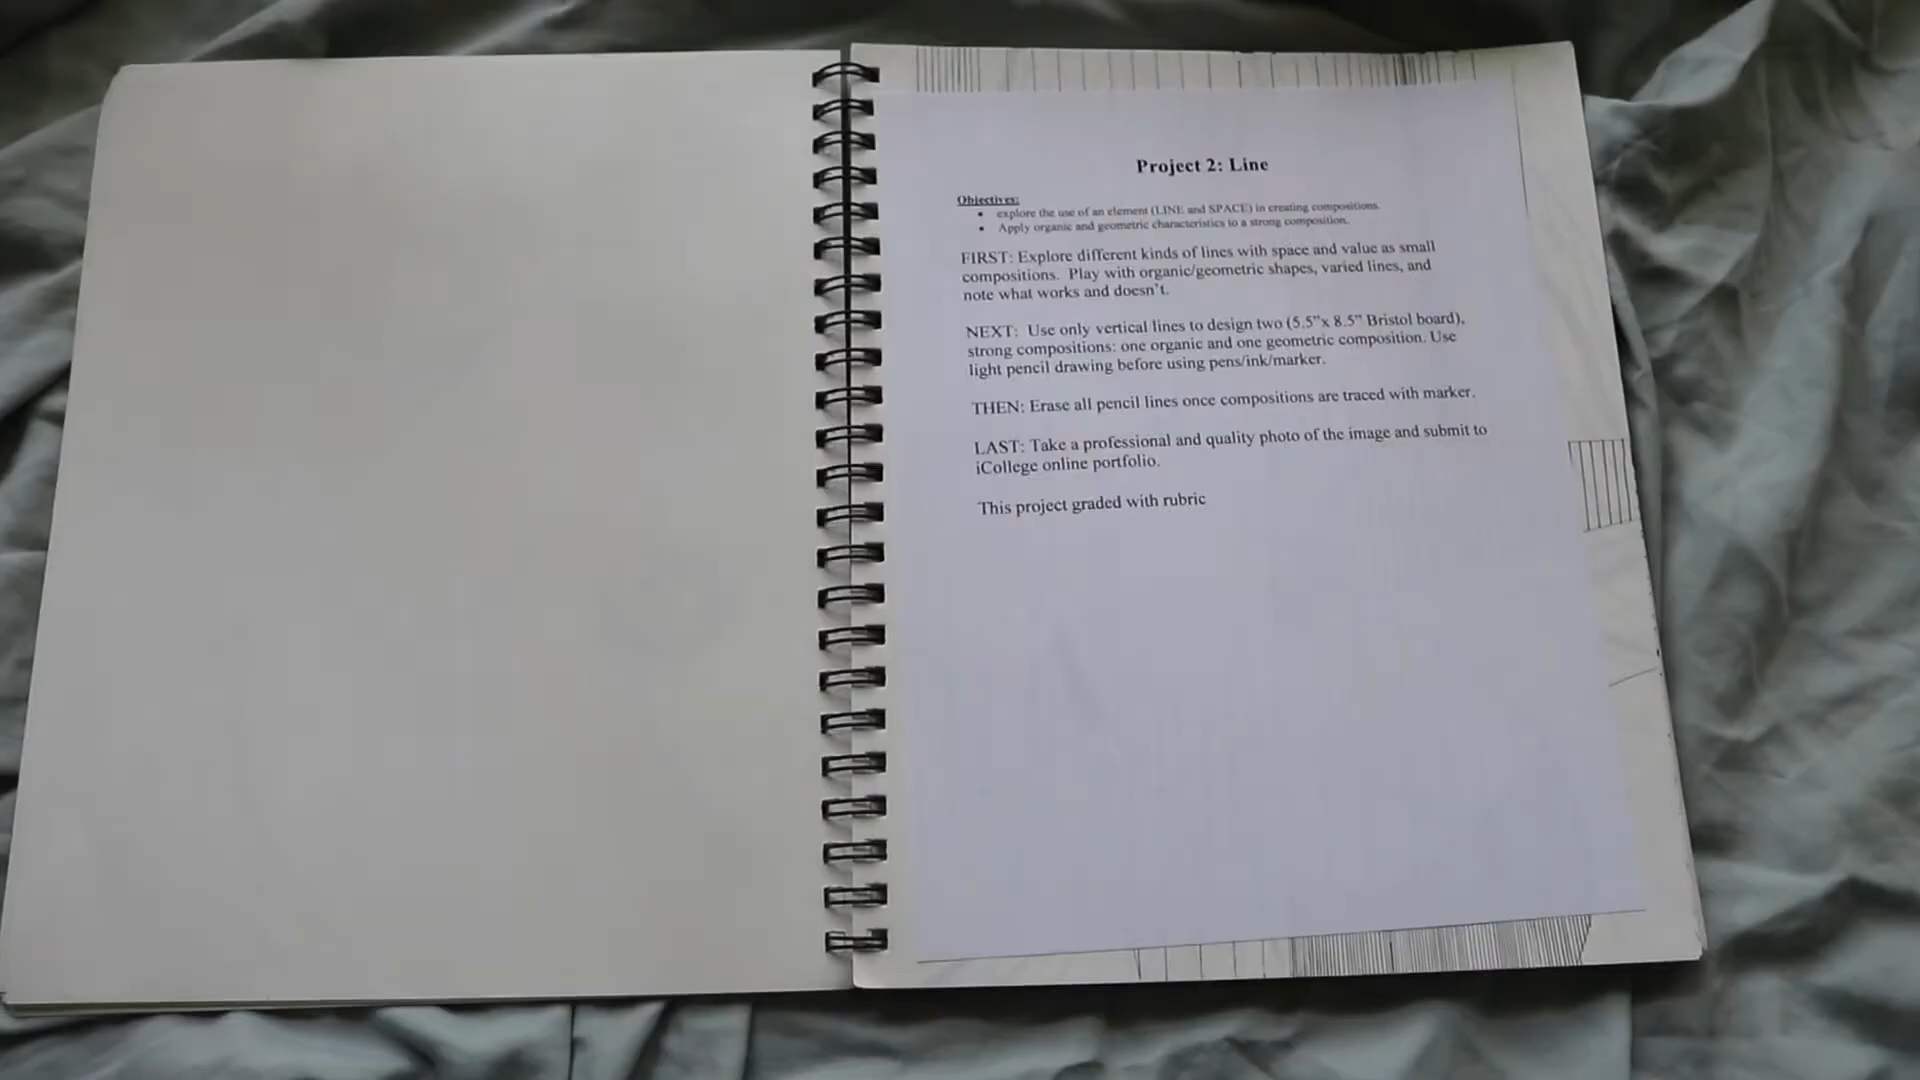 Project 2: Line
Objectives:
• explore the use of an element (LINE and SPACE) in creating compositions.
• Apply organic and geometric characteristics to a strong composition.
FIRST: Explore different kinds of lines with space and value as small
compositions. Play with organic/geometric shapes, varied lines, and
note what works and doesn't.
NEXT: Use only vertical lines to design two (5.5"x 8.5" Bristol board),
strong compositions: one organic and one geometric composition. Use
light pencil drawing before using pens/ink/marker.
THEN: Erase all pencil lines once compositions are traced with marker.
LAST: Take a professional and quality photo of the image and submit to
iCollege online portfolio.
This project graded with rubric